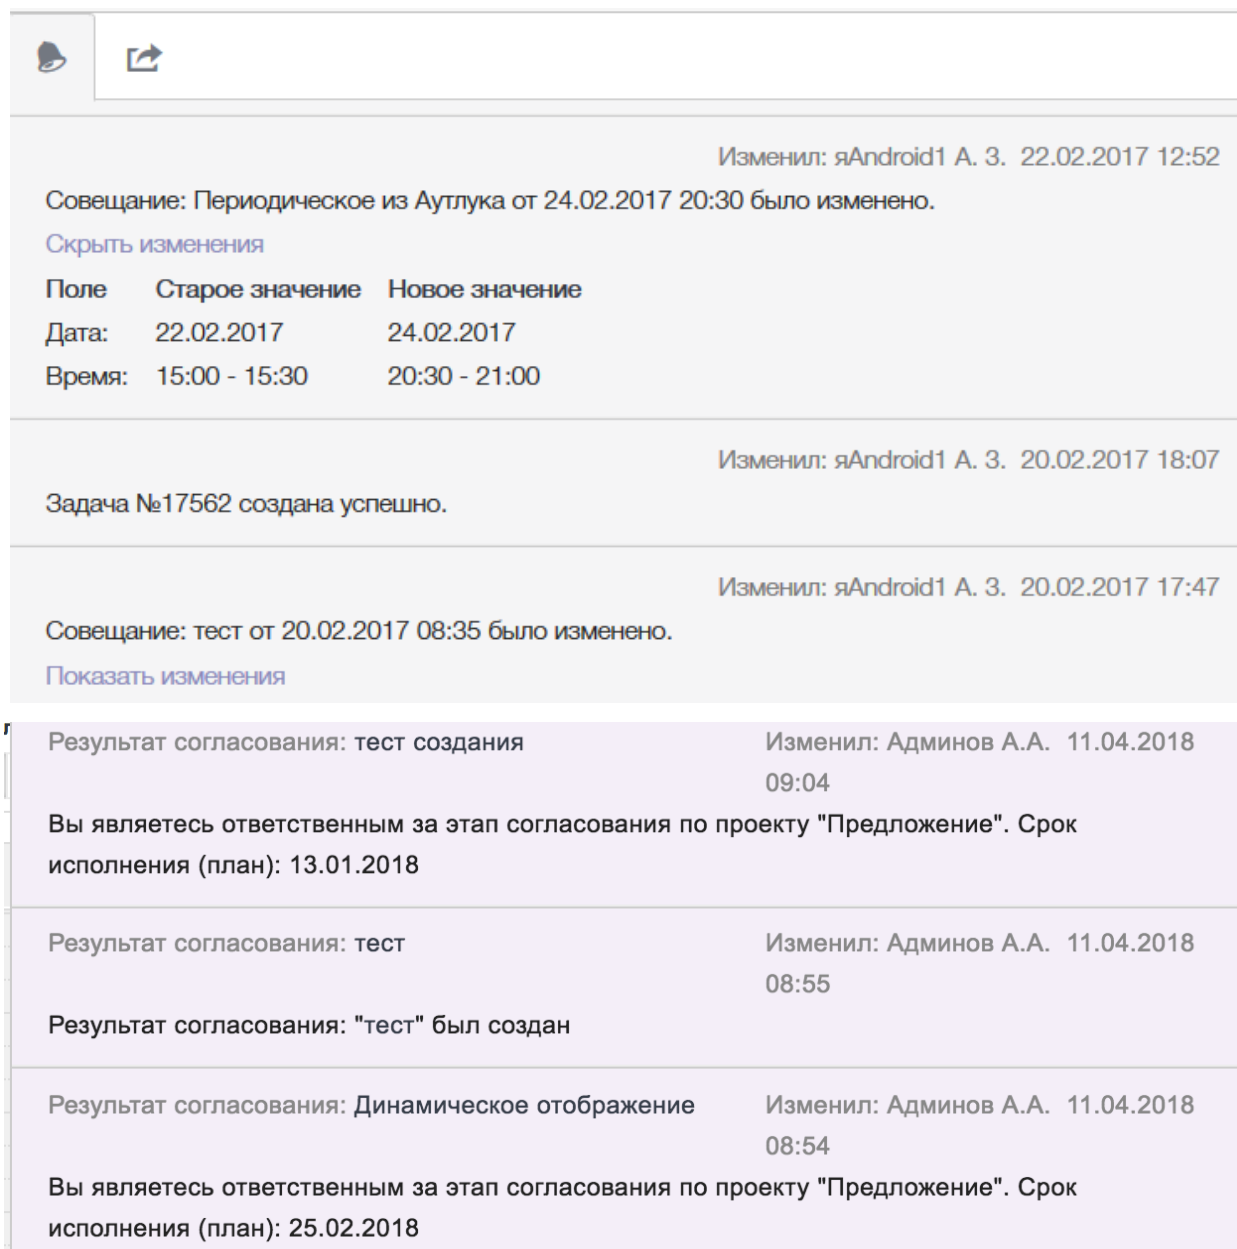 Изменил: яAndroid1 А. З. 22.02.2017 12:52
Совещание: Периодическое из Аутлука от 24.02.2017 20:30 было изменено.
Скрыть изменения
Поле Старое значение Новое значение
Дата: 22.02.2017 24.02.2017
Время: 15:00 - 15:30 20:30 - 21:00
Изменил: яAndroid1 А. З. 20.02.2017 18:07
Задача №17562 создана успешно.
Изменил: яAndroid1 А. З. 20.02.2017 17:47
Совещание: тест от 20.02.2017 08:35 было изменено.
Показать изменения
Результат согласования: тест создания Изменил: Админов А.А. 11.04.2018
09:04
Вы являетесь ответственным за этап согласования по проекту "Предложение". Срок
исполнения (план): 13.01.2018
Результат согласования: тест Изменил: Админов А.А. 11.04.2018
08:55
Результат согласования: "тест" был создан
Результат согласования: Динамическое отображение Изменил: Админов А.А. 11.04.2018
08:54
Вы являетесь ответственным за этап согласования по проекту "Предложение". Срок
исполнения (план): 25.02.2018